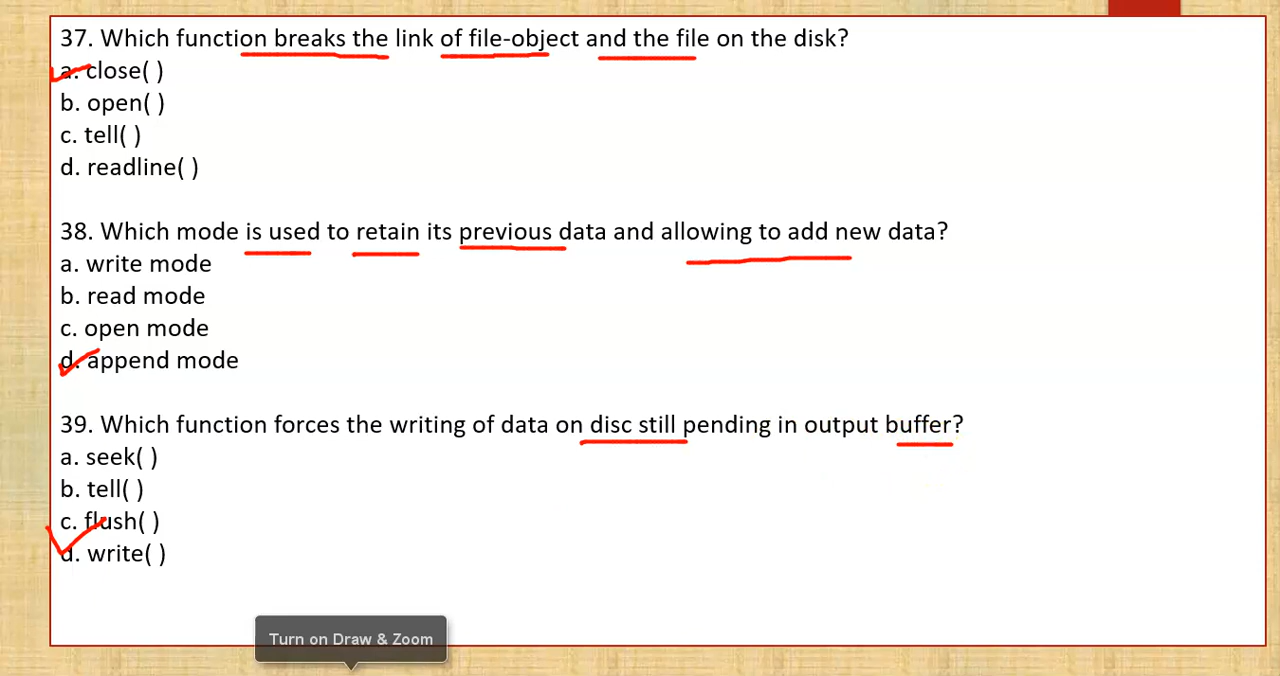 37. Which function breaks the link of file-object and the file on the disk?
a. close( )
b. open( )
c. tell( )
d. readline( )
38. Which mode is used to retain its previous data and allowing to add new data?
a. write mode
b. read mode
c. open mode
d. append mode
39. Which function forces the writing of data on disc still pending in output buffer?
a. seek( )
b. tell( )
c. flush( )
d. write( )
Turn on Draw & Zoom